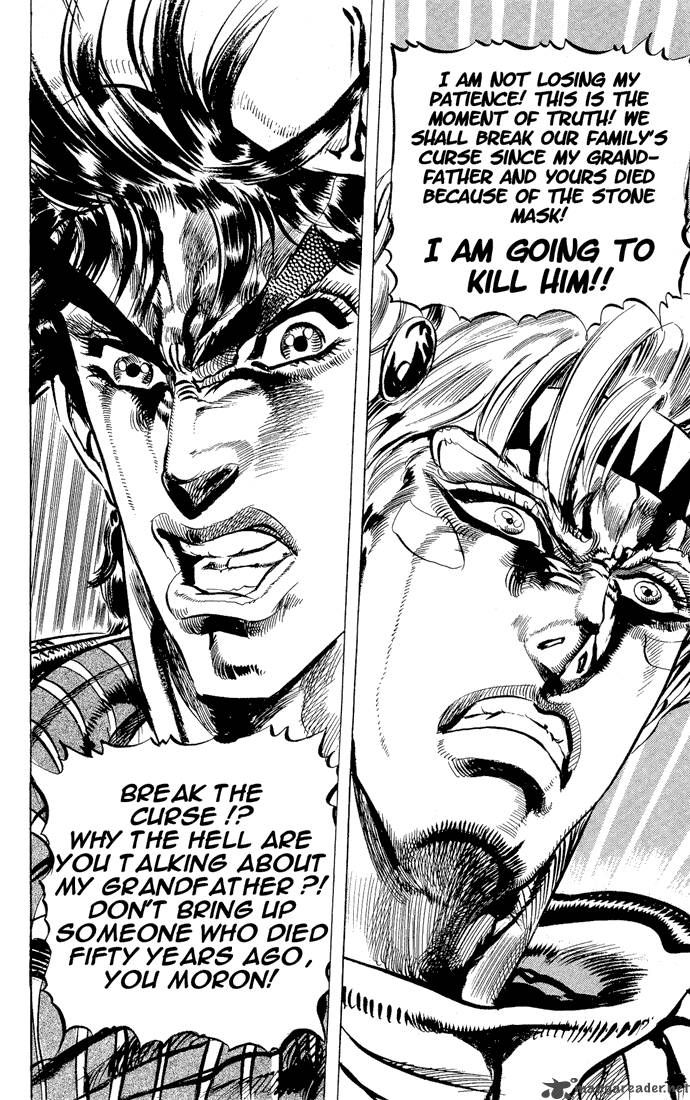 I AM NOT LOSING MY
PATIENCE! THIS IS THE
MOMENT OF TRUTH! WE
SHALL BREAK OUR FAMILY'S
CURSE SINCE MY GRAND-
FATHER AND YOURS DIED
BECAUSE OF THE STONE
MASK!
I AM GOING TO
KILL HIM!!
BREAK THE
CURSE !?
WHY THE HELL ARE
YOU TALKING ABOUT
MY GRANDFATHER ?!
DON'T BRING UP
SOMEONE WHO DIED
FIFTY YEARS AGO,
YOU MORON!
mangareader.net